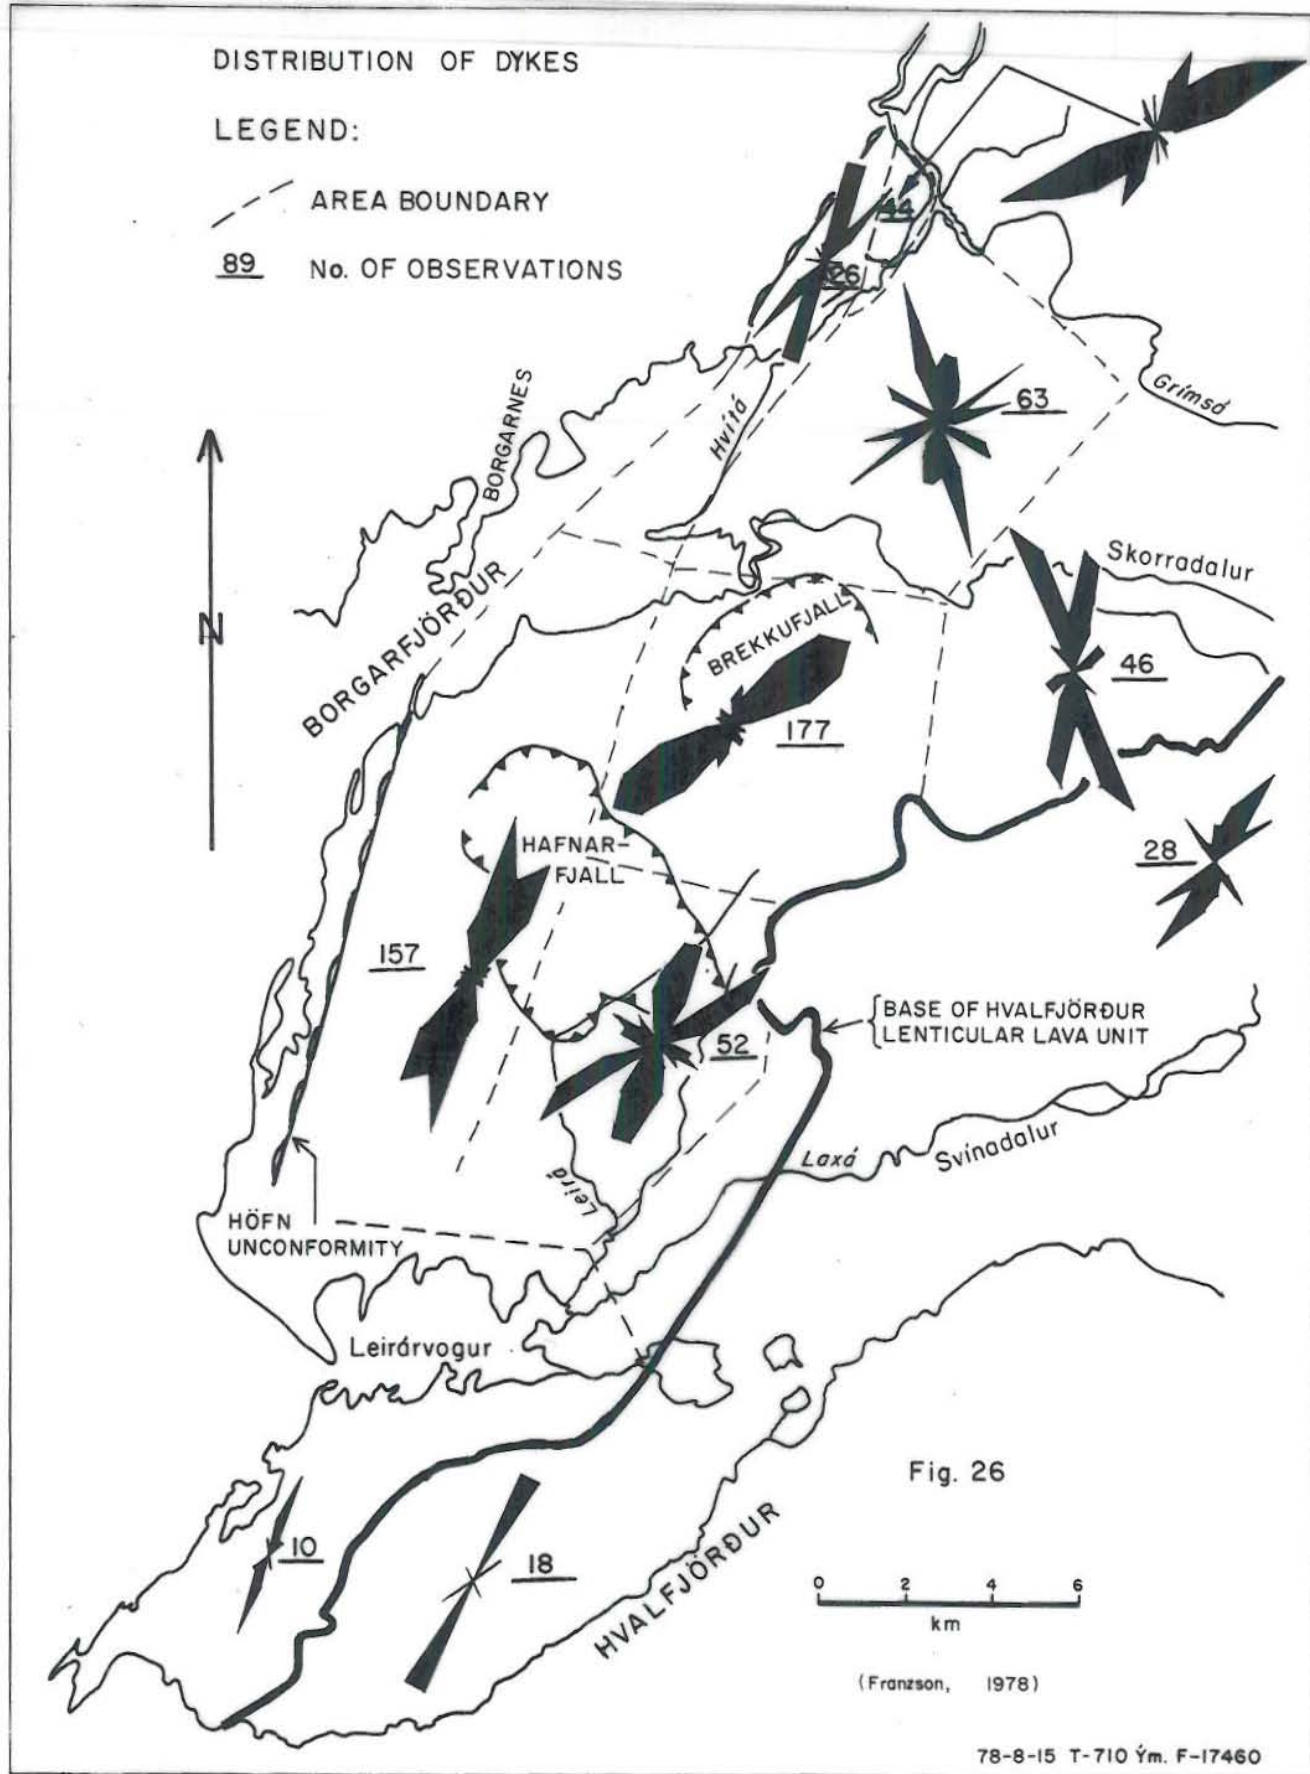 DISTRIBUTION OF DYKES
LEGEND:
AREA BOUNDARY
89 No. OF OBSERVATIONS
44
26
63
Grímsá
Hvítá
BORGARNES
Skorradalur
BORGARFJÖRÐUR
N
BREKKUFJALL
46
177
28
HAFNAR-
FJALL
157
52
BASE OF HVALFJÖRÐUR
LENTICULAR LAVA UNIT
Laxá
Svínadalur
Leirá
HÖFN
UNCONFORMITY
Leirárvogur
Fig. 26
10
18
HVALFJÖRÐUR
0 2 4 6
km
(Franzson, 1978)
78-8-15 T-710 Ým. F-17460